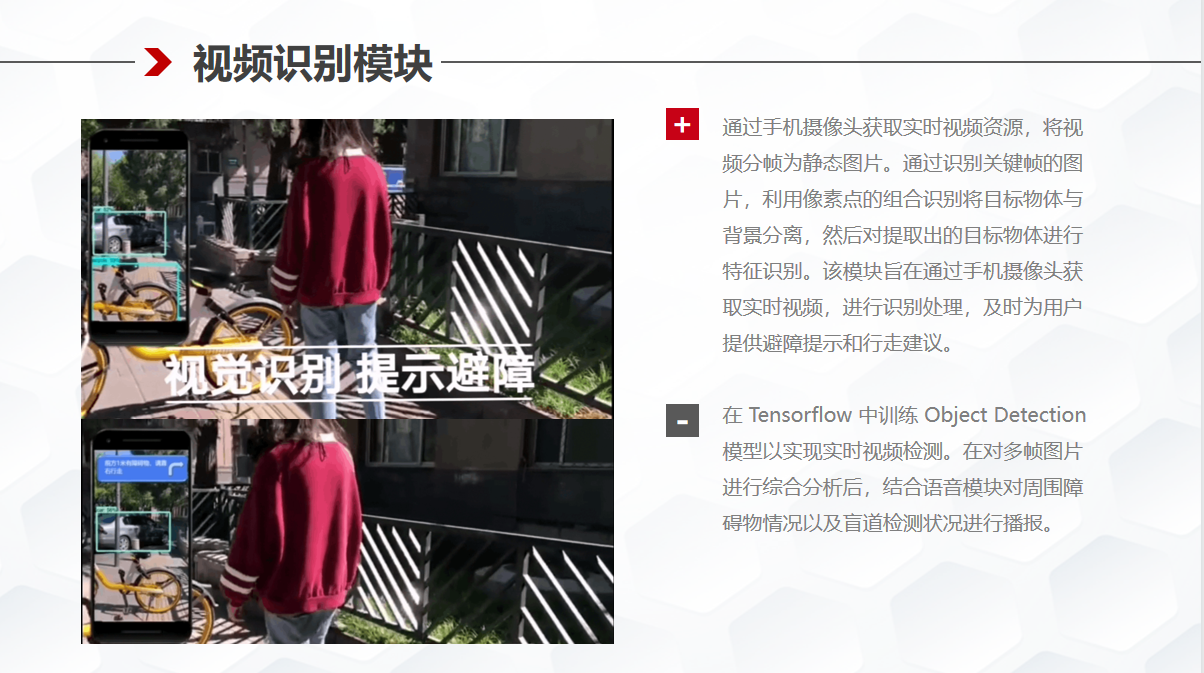 视频识别模块
视觉识别 提示避障
+
通过手机摄像头获取实时视频资源，将视
频分帧为静态图片。通过识别关键帧的图
片，利用像素点的组合识别将目标物体与
背景分离，然后对提取出的目标物体进行
特征识别。该模块旨在通过手机摄像头获
取实时视频，进行识别处理，及时为用户
提供避障提示和行走建议。
-
在 Tensorflow 中训练 Object Detection
模型以实现实时视频检测。在对多帧图片
进行综合分析后，结合语音模块对周围障
碍物情况以及盲道检测状况进行播报。